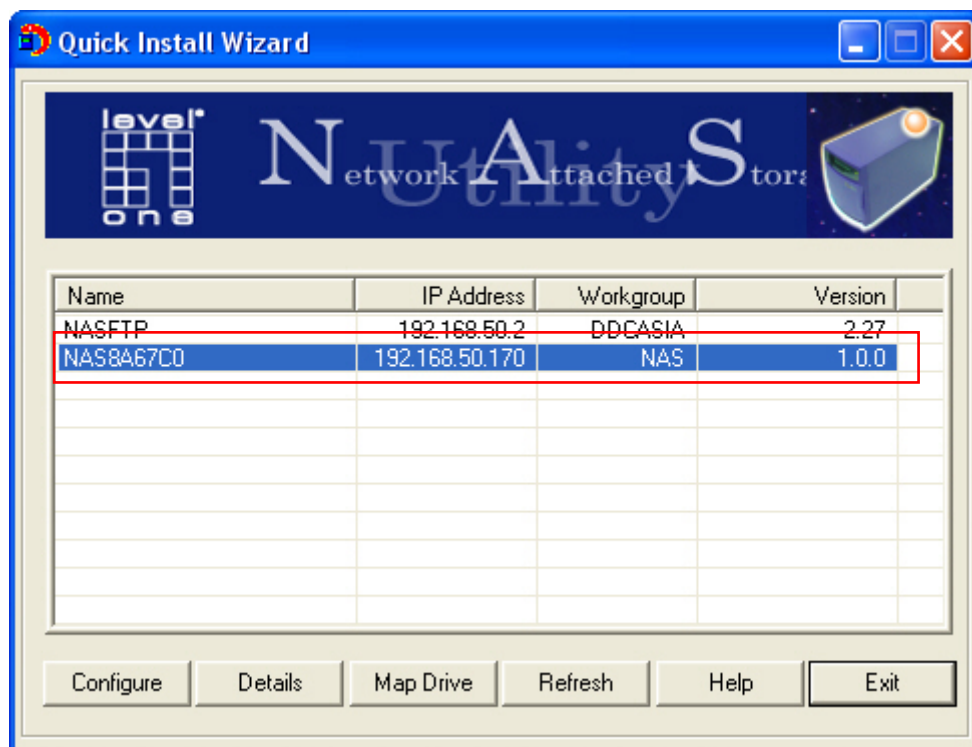 Quick Install Wizard
level
one
Network Attached Stora
Utility
Name IP Address Workgroup Version
NASFTP 192.168.50.2 DDCASIA 2.27
NAS8A67C0 192.168.50.170 NAS 1.0.0
Configure Details Map Drive Refresh Help Exit